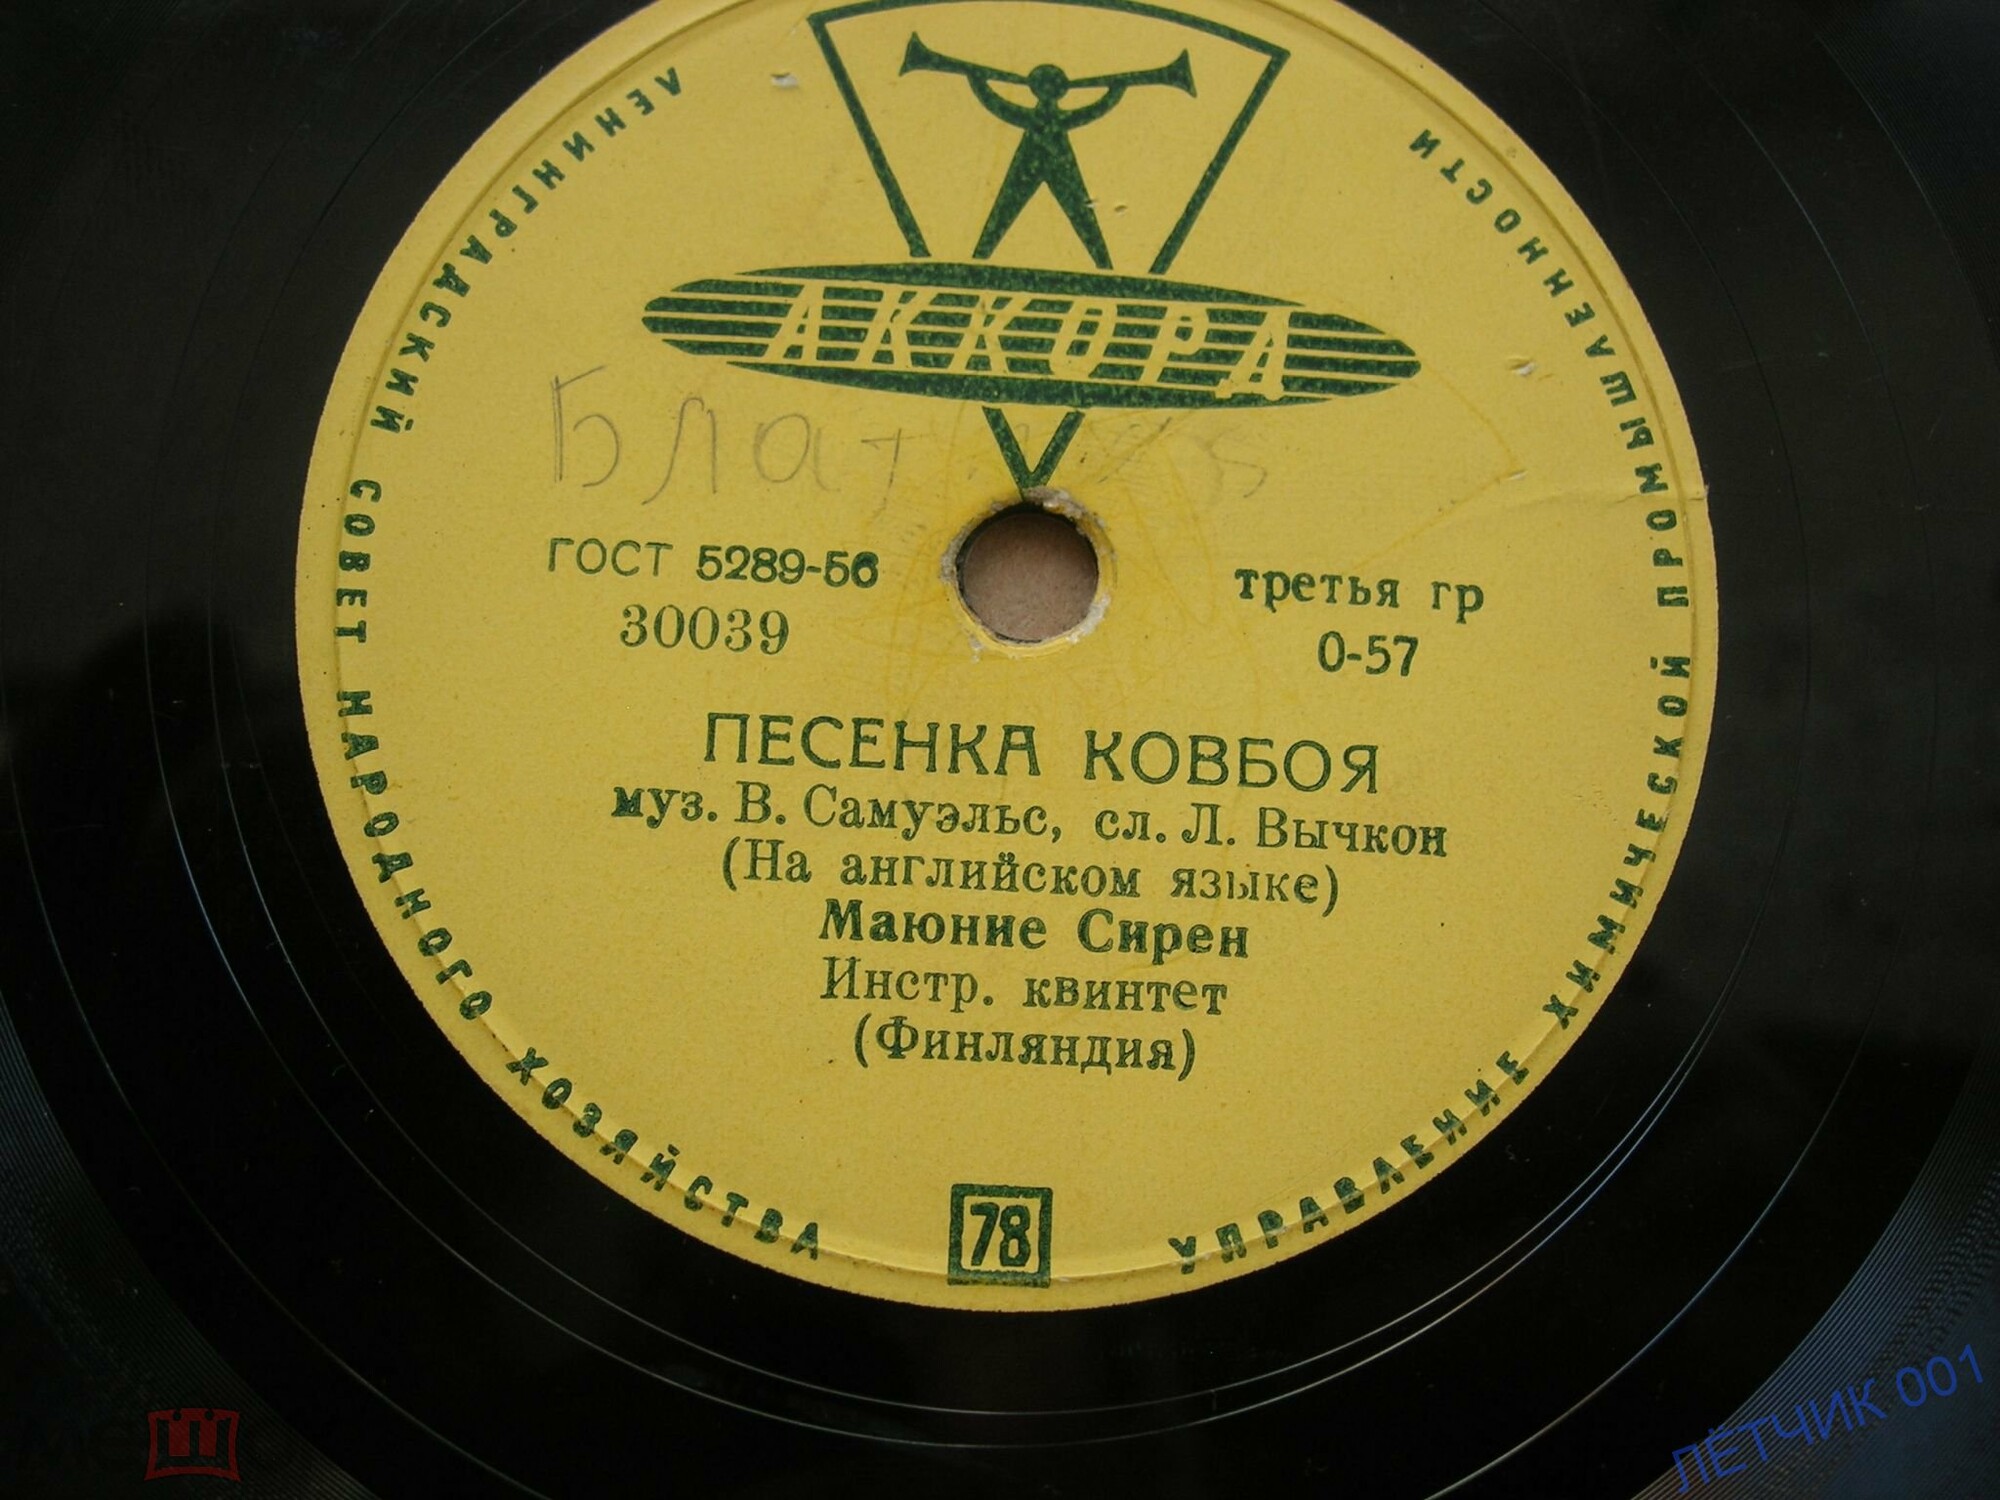 АККОРД
ЛЕНИНГРАДСКИЙ СОВЕТ НАРОДНОГО ХОЗЯЙСТВА
УПРАВЛЕНИЕ ХИМИЧЕСКОЙ ПРОМЫШЛЕННОСТИ
ГОСТ 5289-56
30039
третья гр
0-57
ПЕСЕНКА КОВБОЯ
муз. В. Самуэльс, сл. Л. Вычкон
(На английском языке)
Маюние Сирен
Инстр. квинтет
(Финляндия)
78
ЛЁТЧИК 001